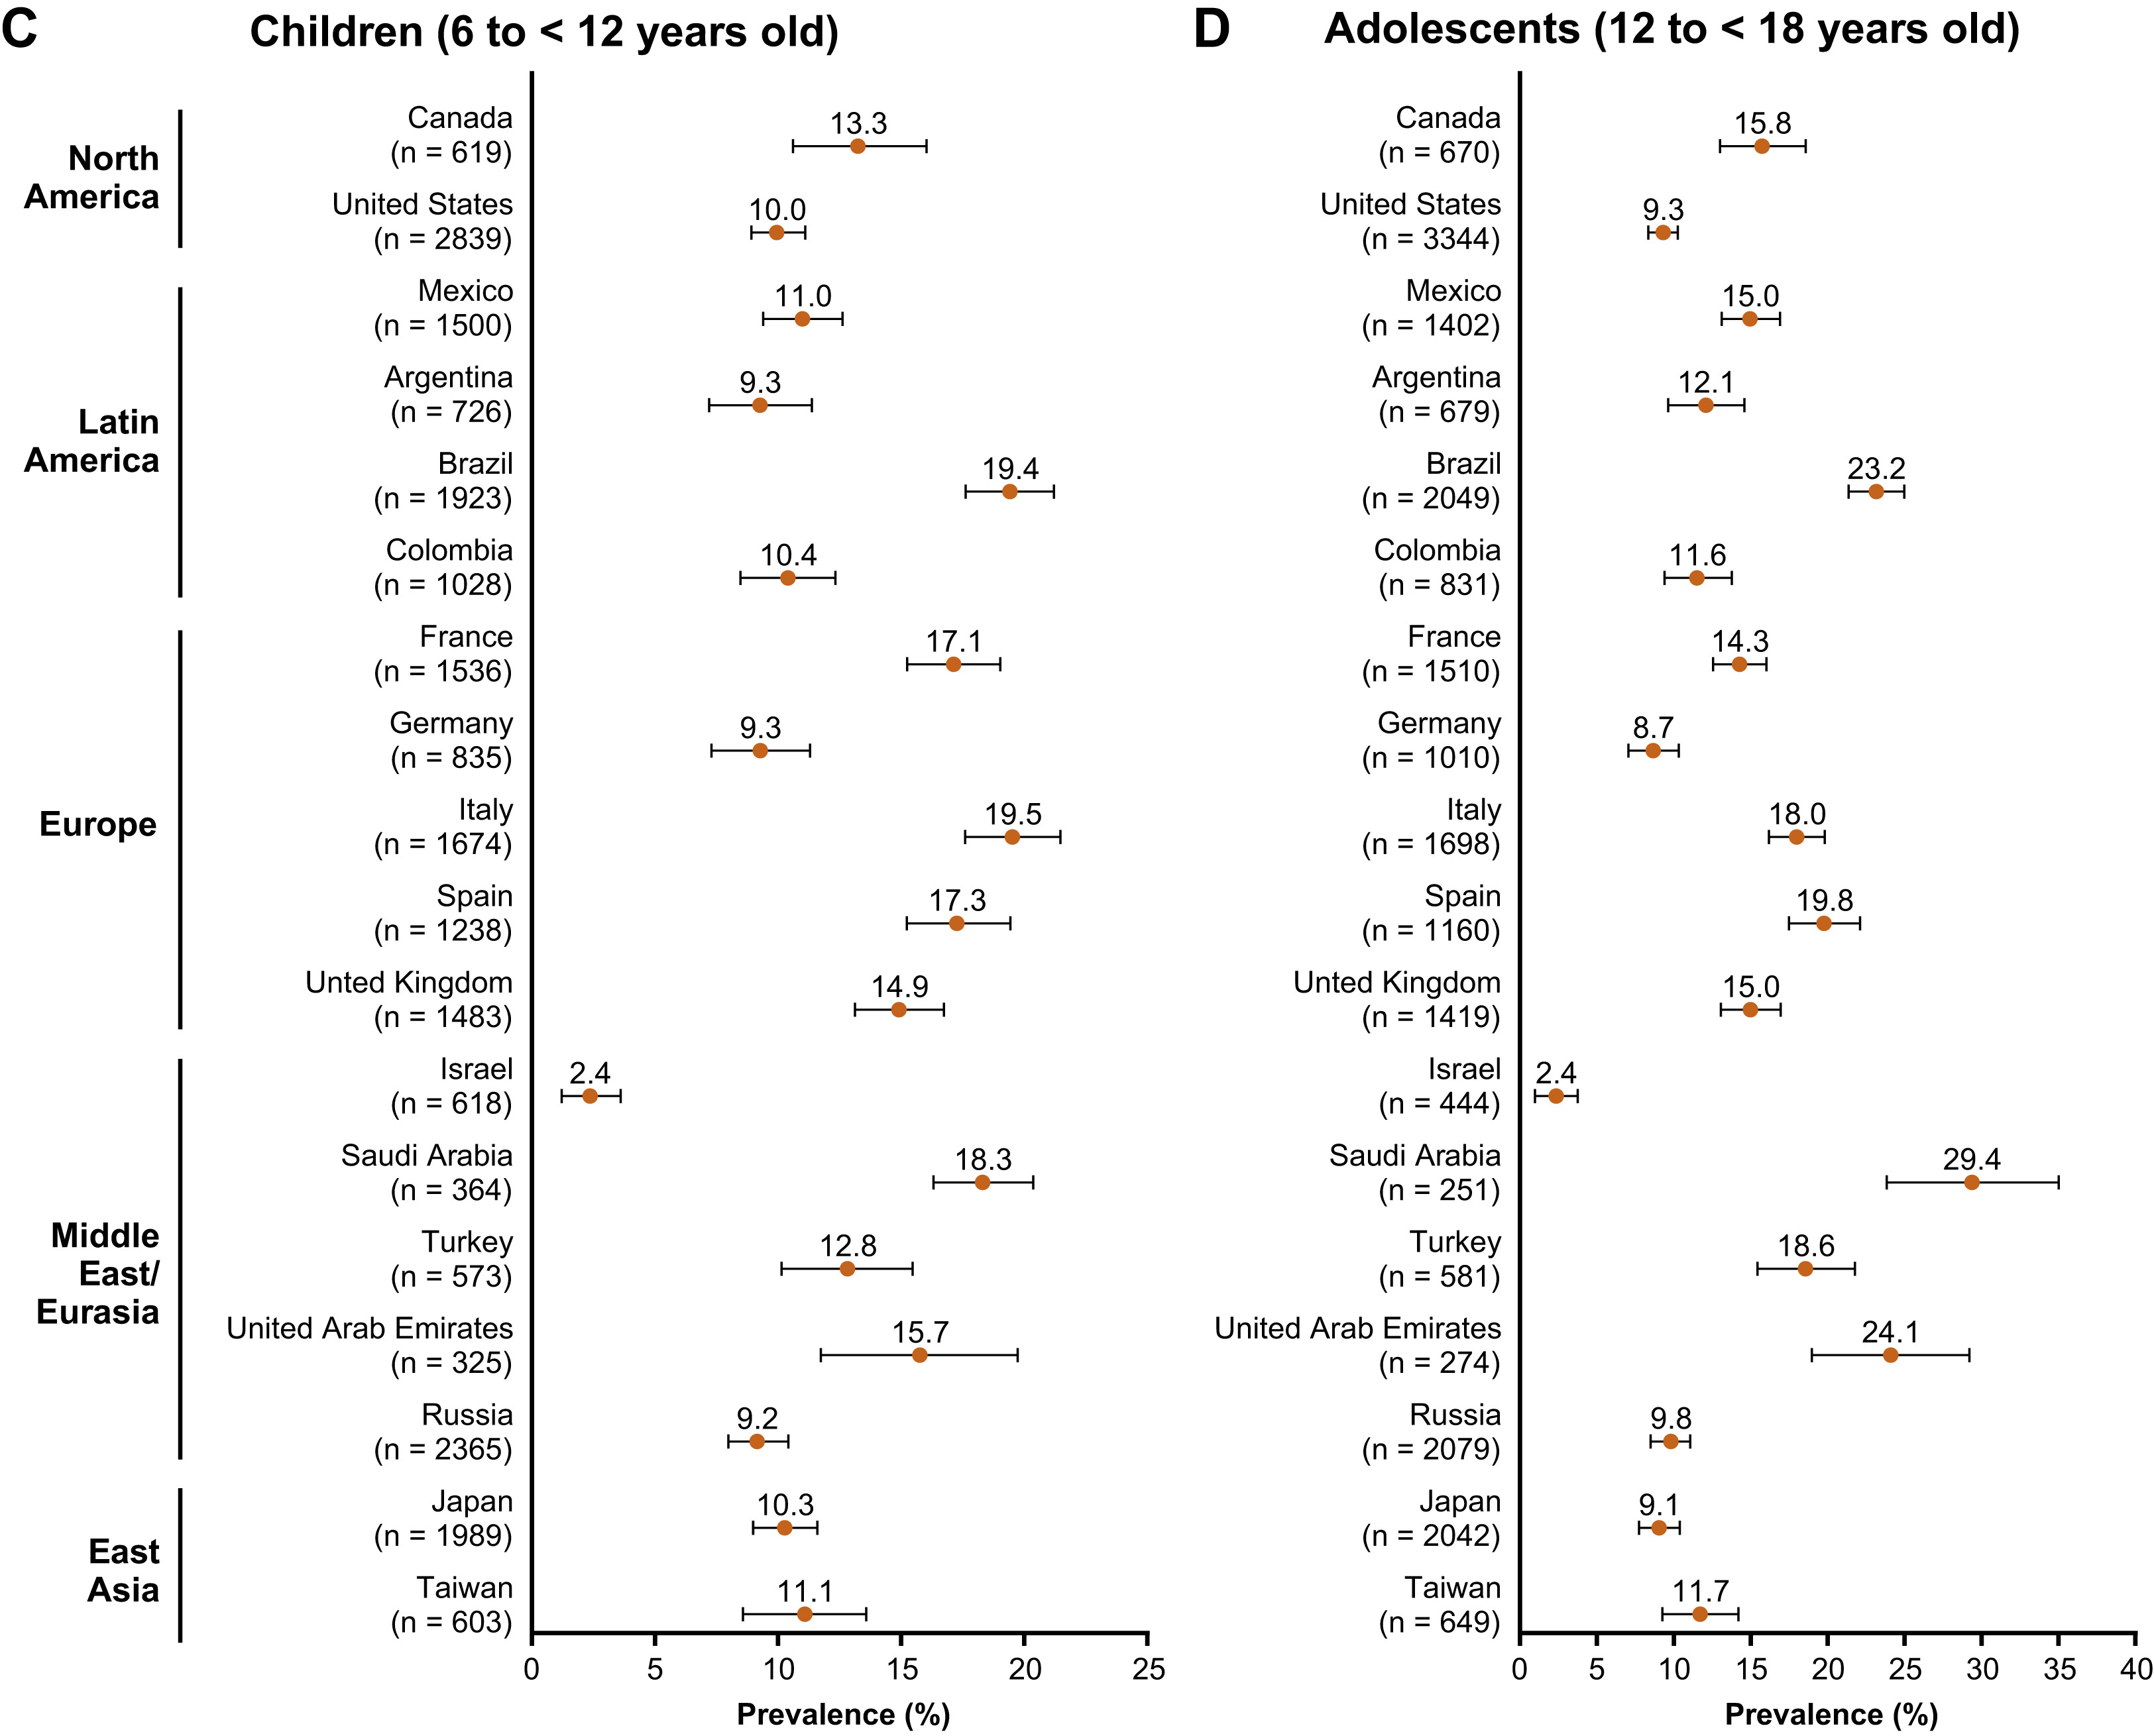 C
Children (6 to < 12 years old)
North
America
Canada
(n = 619)
13.3
United States
(n = 2839)
10.0
Latin
America
Mexico
(n = 1500)
11.0
Argentina
(n = 726)
9.3
Brazil
(n = 1923)
19.4
Colombia
(n = 1028)
10.4
Europe
France
(n = 1536)
17.1
Germany
(n = 835)
9.3
Italy
(n = 1674)
19.5
Spain
(n = 1238)
17.3
Unted Kingdom
(n = 1483)
14.9
Middle
East/
Eurasia
Israel
(n = 618)
2.4
Saudi Arabia
(n = 364)
18.3
Turkey
(n = 573)
12.8
United Arab Emirates
(n = 325)
15.7
Russia
(n = 2365)
9.2
East
Asia
Japan
(n = 1989)
10.3
Taiwan
(n = 603)
11.1
0 5 10 15 20 25
Prevalence (%)
D
Adolescents (12 to < 18 years old)
Canada
(n = 670)
15.8
United States
(n = 3344)
9.3
Mexico
(n = 1402)
15.0
Argentina
(n = 679)
12.1
Brazil
(n = 2049)
23.2
Colombia
(n = 831)
11.6
France
(n = 1510)
14.3
Germany
(n = 1010)
8.7
Italy
(n = 1698)
18.0
Spain
(n = 1160)
19.8
Unted Kingdom
(n = 1419)
15.0
Israel
(n = 444)
2.4
Saudi Arabia
(n = 251)
29.4
Turkey
(n = 581)
18.6
United Arab Emirates
(n = 274)
24.1
Russia
(n = 2079)
9.8
Japan
(n = 2042)
9.1
Taiwan
(n = 649)
11.7
0 5 10 15 20 25 30 35 40
Prevalence (%)